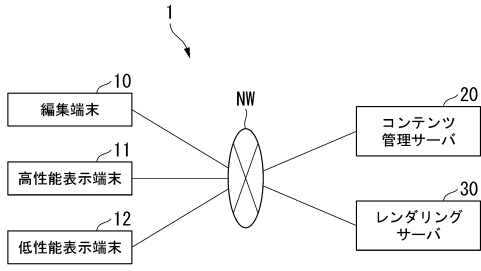 1
10
編集端末
11
高性能表示端末
12
低性能表示端末
NW
20
コンテンツ
管理サーバ
30
レンダリング
サーバ